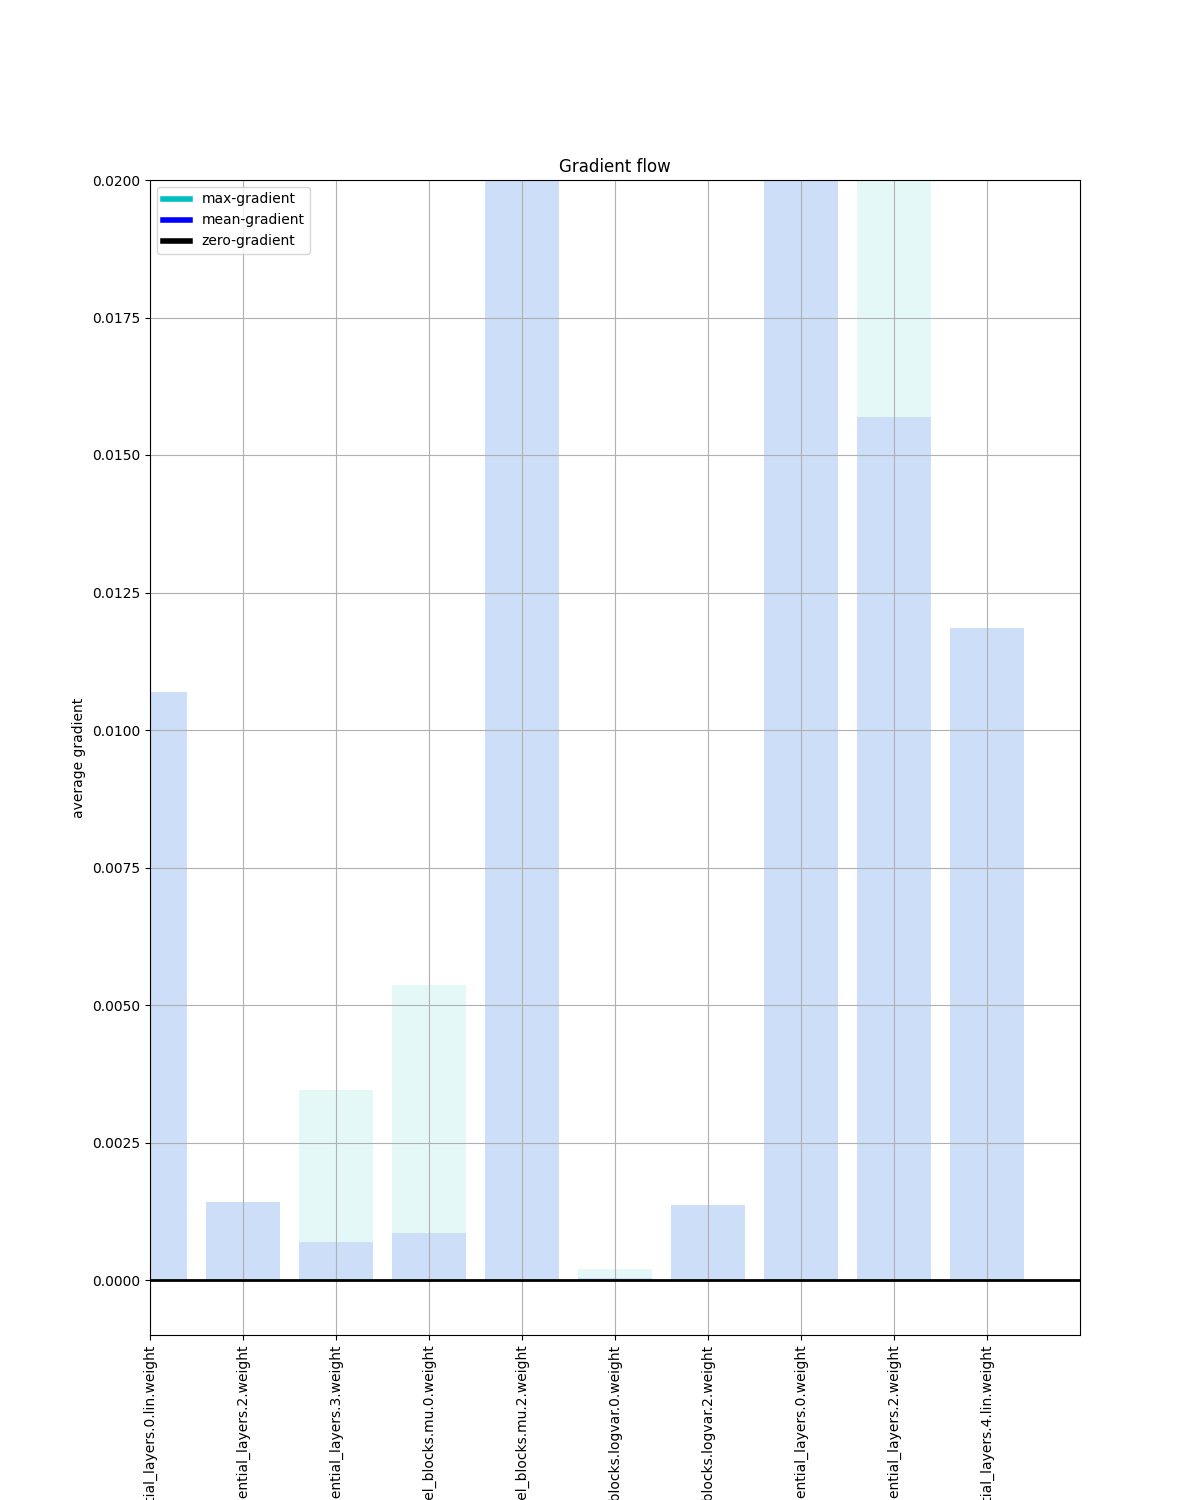 Gradient flow
max-gradient
mean-gradient
zero-gradient
0.0200
0.0175
0.0150
0.0125
0.0100
0.0075
0.0050
0.0025
0.0000
average gradient
tial_layers.0.lin.weight
ential_layers.2.weight
ential_layers.3.weight
el_blocks.mu.0.weight
el_blocks.mu.2.weight
blocks.logvar.0.weight
blocks.logvar.2.weight
ential_layers.0.weight
ential_layers.2.weight
tial_layers.4.lin.weight